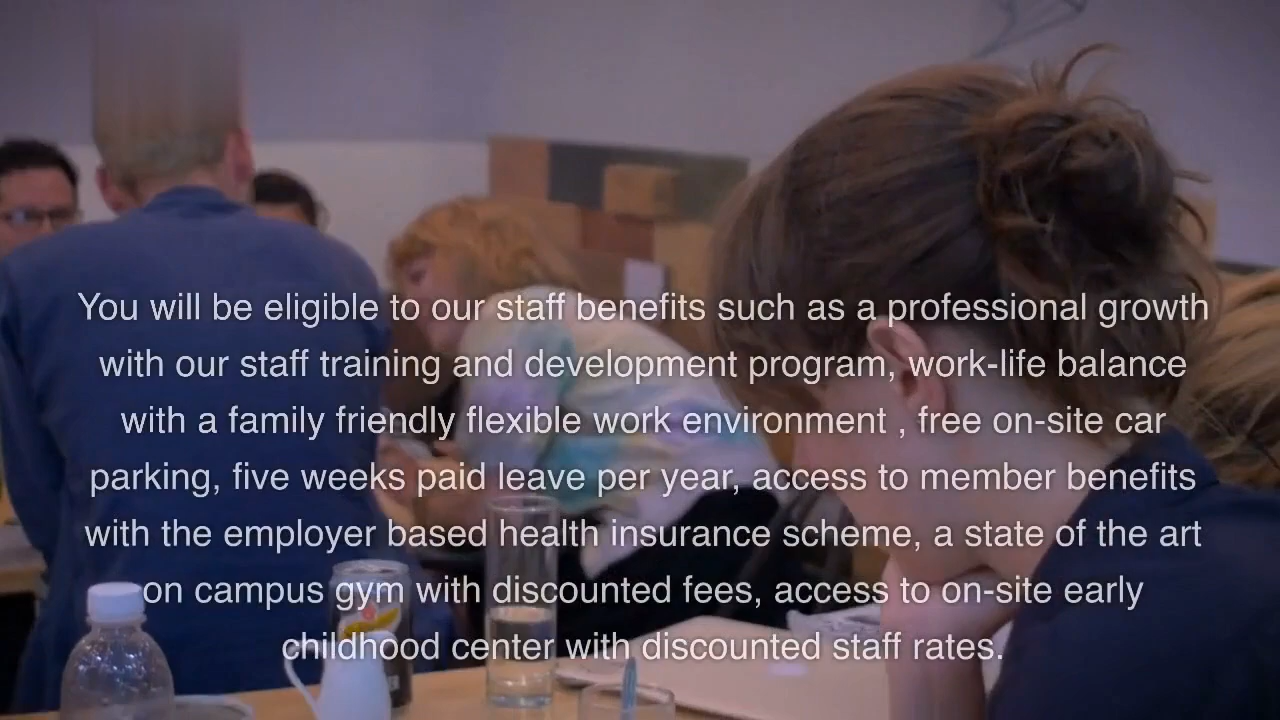 You will be eligible to our staff benefits such as a professional growth
with our staff training and development program, work-life balance
with a family friendly flexible work environment , free on-site car
parking, five weeks paid leave per year, access to member benefits
with the employer based health insurance scheme, a state of the art
on campus gym with discounted fees, access to on-site early
childhood center with discounted staff rates.